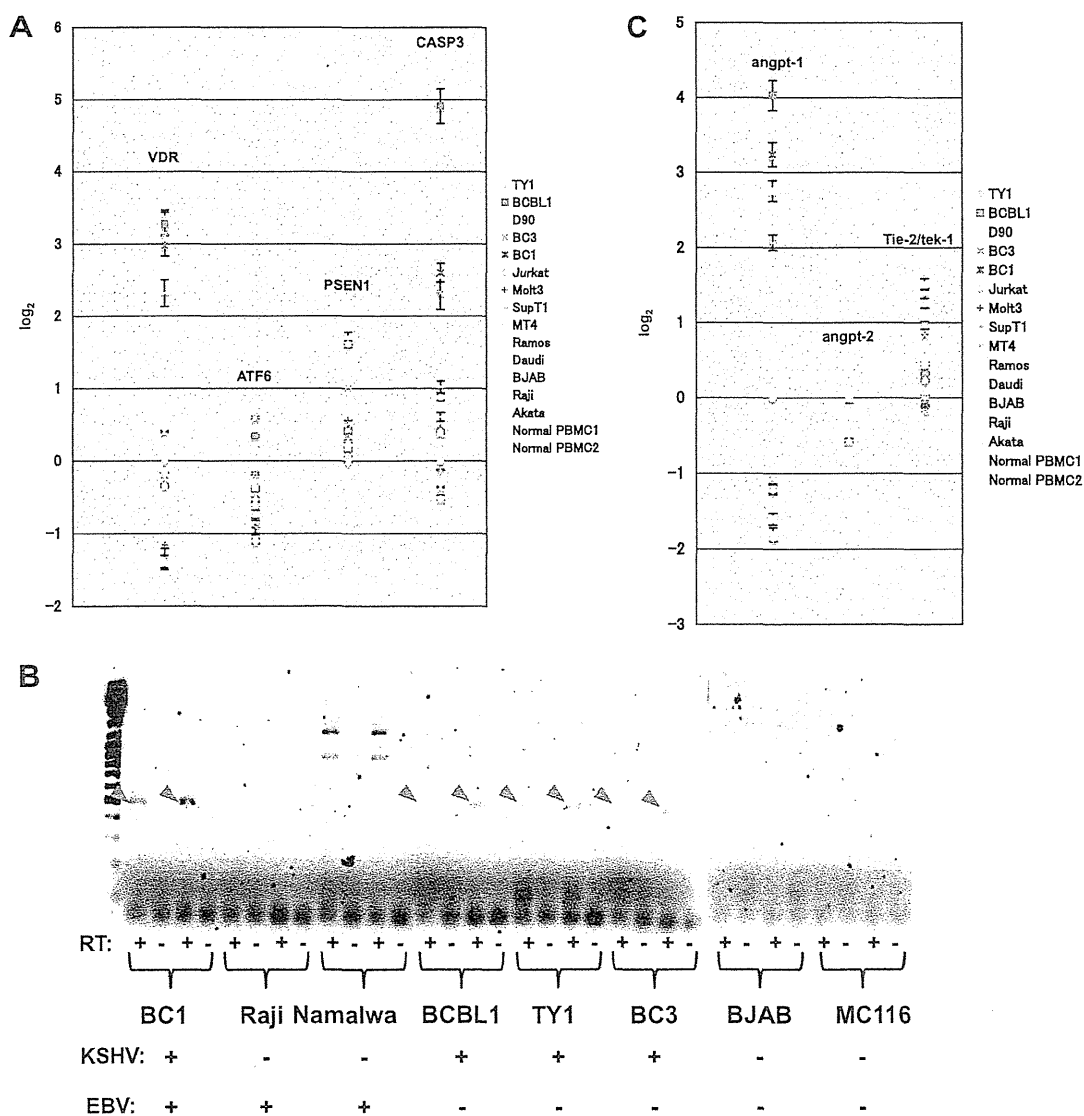 A
6
5
4
3
2
1
0
−1
−2
log2
VDR
ATF6
PSEN1
CASP3
TY1
BCBL1
D90
BC3
BC1
Jurkat
Molt3
SupT1
MT4
Ramos
Daudi
BJAB
Raji
Akata
Normal PBMC1
Normal PBMC2
C
5
4
3
2
1
0
−1
−2
−3
log2
angpt-1
angpt-2
Tie-2/tek-1
TY1
BCBL1
D90
BC3
BC1
Jurkat
Molt3
SupT1
MT4
Ramos
Daudi
BJAB
Raji
Akata
Normal PBMC1
Normal PBMC2
B
RT: + - + - + - + - + - + - + - + - + - + - + - + - + - + - + - + -
BC1 Raji Namalwa BCBL1 TY1 BC3 BJAB MC116
KSHV: + - - + + + - -
EBV: + + + - - - - -